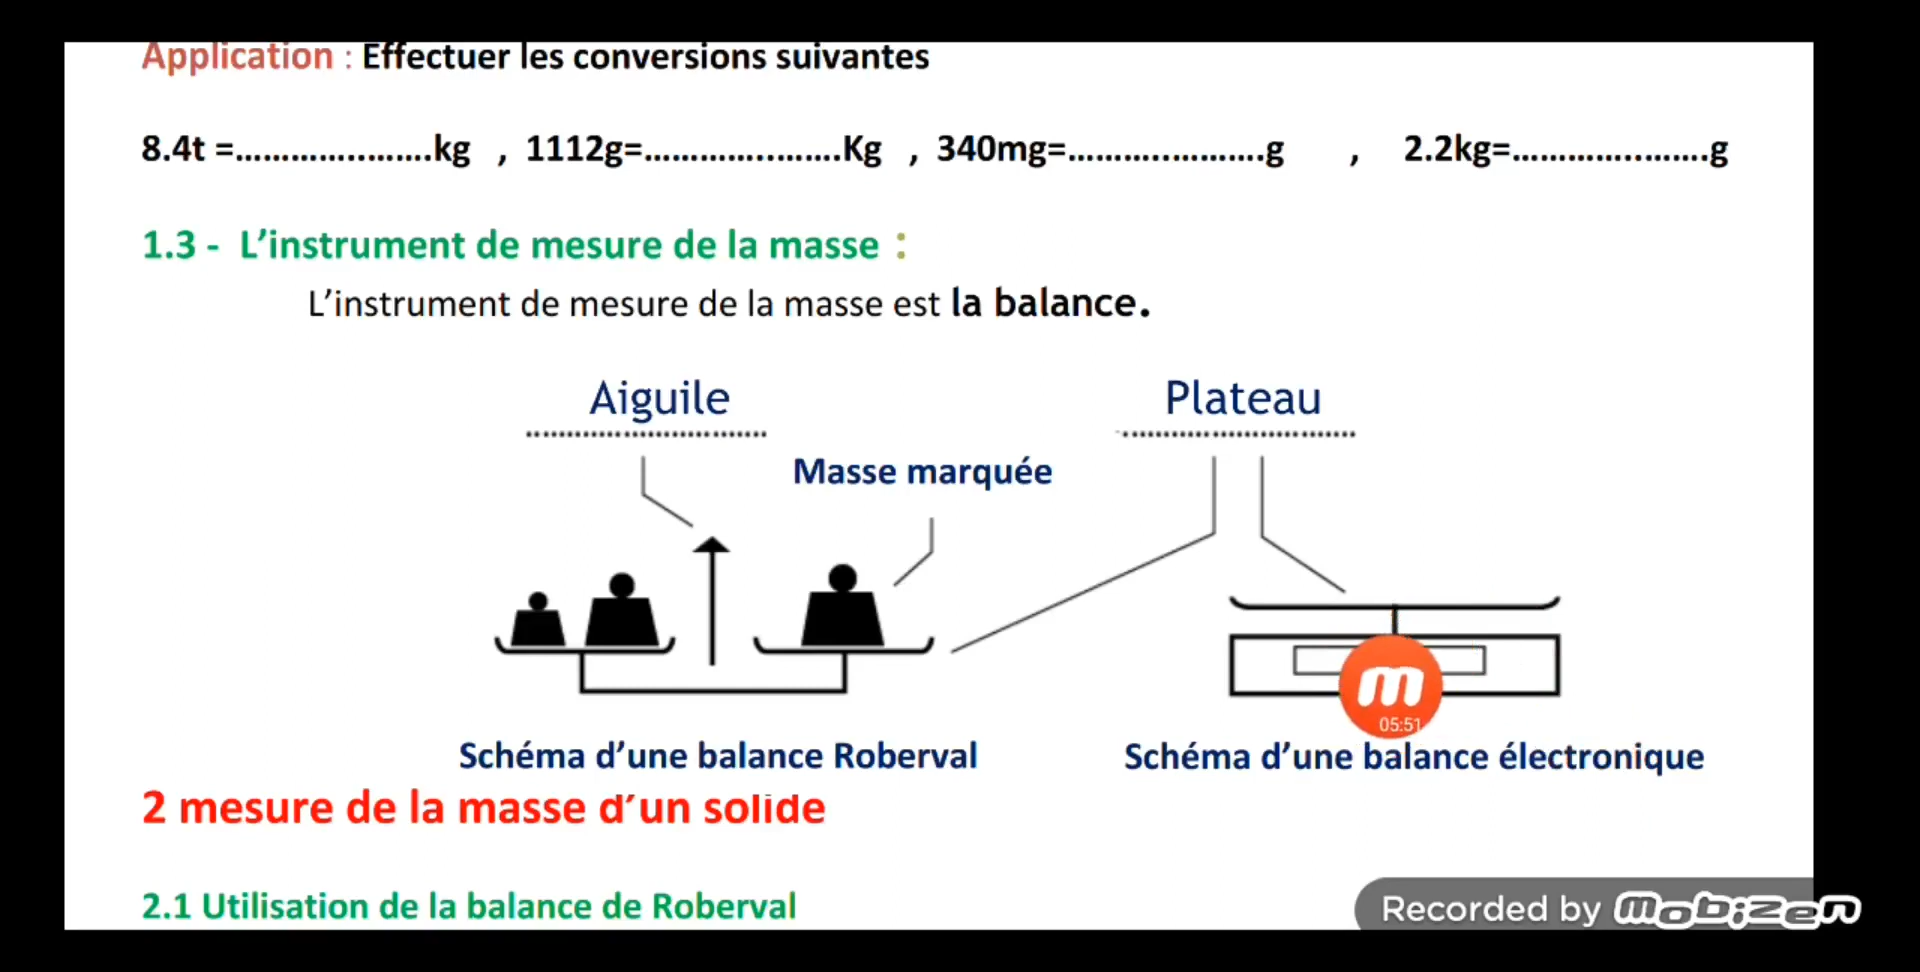 Application : Effectuer les conversions suivantes
8.4t =.....................kg , 1112g=.....................Kg , 340mg=.....................g , 2.2kg=.....................g
1.3 - L'instrument de mesure de la masse :
L'instrument de mesure de la masse est la balance.
Aiguile
Plateau
Masse marquée
05:51
Schéma d'une balance Roberval
Schéma d'une balance électronique
2 mesure de la masse d'un solide
2.1 Utilisation de la balance de Roberval
Recorded by Mobizen